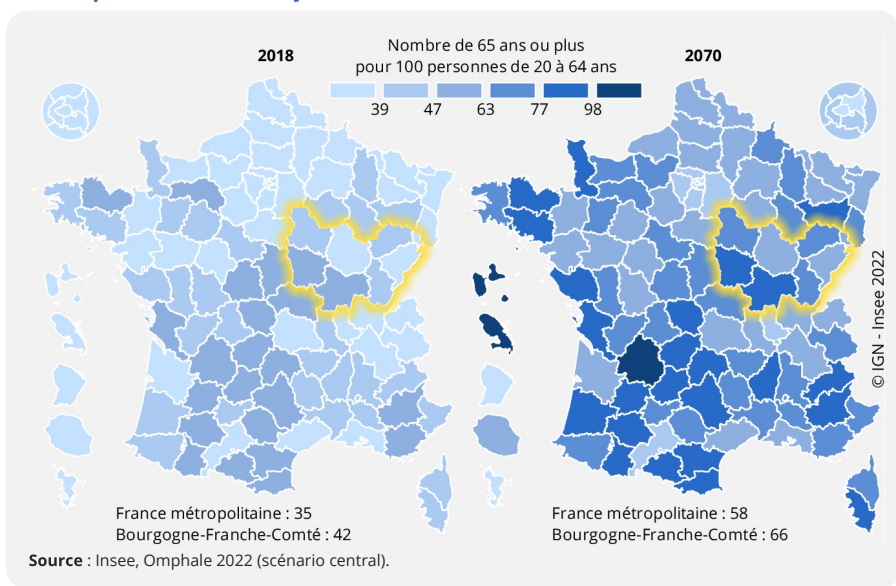 2018
Nombre de 65 ans ou plus
pour 100 personnes de 20 à 64 ans
2070
39 47 63 77 98
France métropolitaine : 35
Bourgogne-Franche-Comté : 42
France métropolitaine : 58
Bourgogne-Franche-Comté : 66
© IGN - Insee 2022
Source : Insee, Omphale 2022 (scénario central).